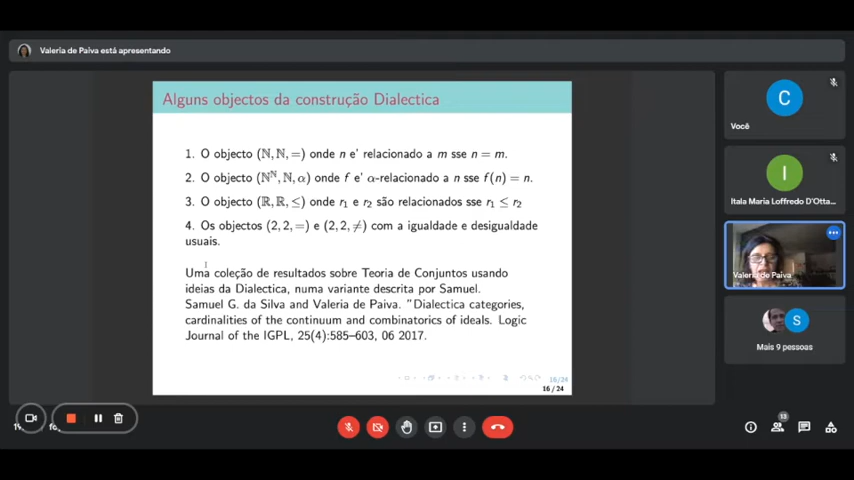 Valeria de Paiva está apresentando
Alguns objectos da construção Dialectica
1. O objecto (ℕ, ℕ, =) onde n e' relacionado a m sse n = m.
2. O objecto (ℕ^ℕ, ℕ, α) onde f e' α-relacionado a n sse f(n) = n.
3. O objecto (ℝ, ℝ, ≤) onde r₁ e r₂ são relacionados sse r₁ ≤ r₂
4. Os objectos (2, 2, =) e (2, 2, ≠) com a igualdade e desigualdade
usuais.
Uma coleção de resultados sobre Teoria de Conjuntos usando
ideias da Dialectica, numa variante descrita por Samuel.
Samuel G. da Silva and Valeria de Paiva. "Dialectica categories,
cardinalities of the continuum and combinatorics of ideals. Logic
Journal of the IGPL, 25(4):585–603, 06 2017.
16/24
16 / 24
C
Você
I
Itala Maria Loffredo D'Otta...
Valeria de Paiva
S
Mais 9 pessoas
13